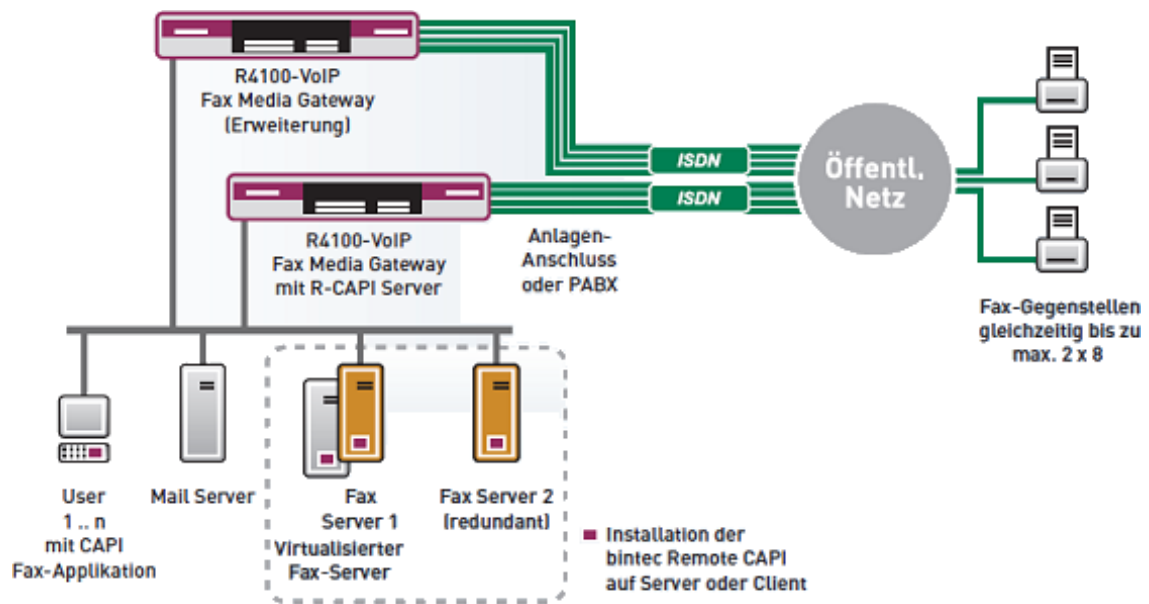 R4100-VoIP
Fax Media Gateway
(Erweiterung)
ISDN
ISDN
Öffentl.
Netz
R4100-VoIP
Fax Media Gateway
mit R-CAPI Server
Anlagen-
Anschluss
oder PABX
Fax-Gegenstellen
gleichzeitig bis zu
max. 2 x 8
User
1 .. n
mit CAPI
Fax-Applikation
Mail Server
Fax
Server 1
Virtualisierter
Fax-Server
Fax Server 2
(redundant)
Installation der
bintec Remote CAPI
auf Server oder Client